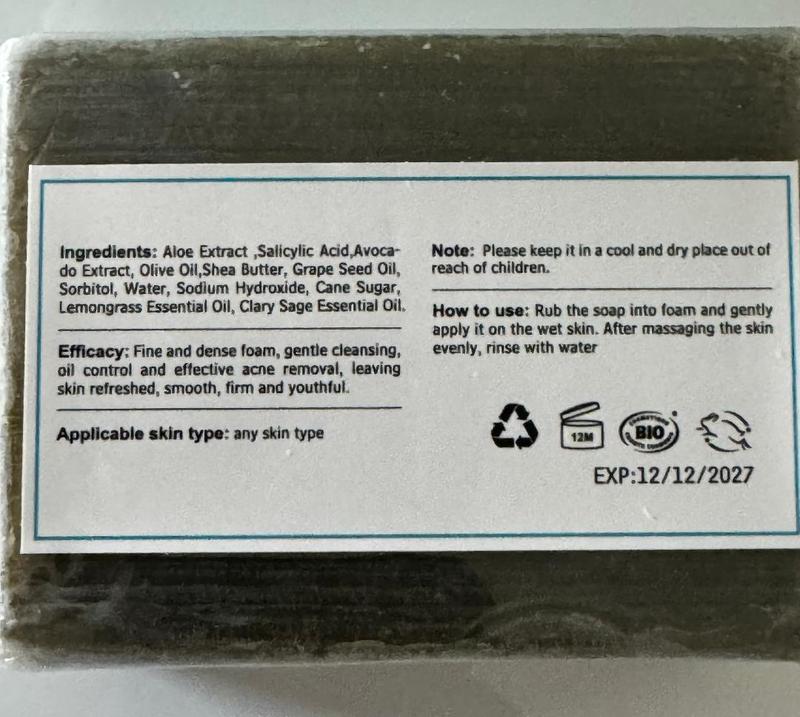 Ingredients: Aloe Extract ,Salicylic Acid,Avoca-
do Extract, Olive Oil,Shea Butter, Grape Seed Oil,
Sorbitol, Water, Sodium Hydroxide, Cane Sugar,
Lemongrass Essential Oil, Clary Sage Essential Oil.
Efficacy: Fine and dense foam, gentle cleansing,
oil control and effective acne removal, leaving
skin refreshed, smooth, firm and youthful.
Applicable skin type: any skin type
Note: Please keep it in a cool and dry place out of
reach of children.
How to use: Rub the soap into foam and gently
apply it on the wet skin. After massaging the skin
evenly, rinse with water
12M
BIO
EXP:12/12/2027